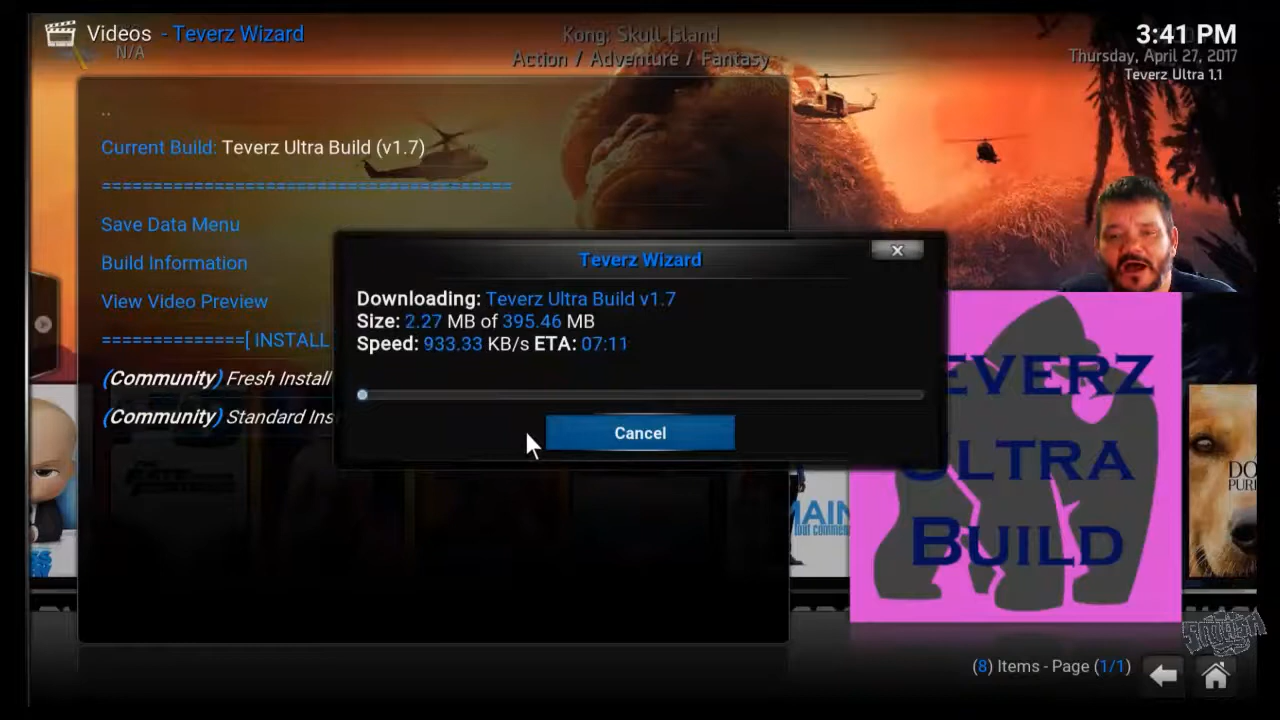 Videos - Teverz Wizard
N/A
Kong: Skull Island
Action / Adventure / Fantasy
3:41 PM
Thursday, April 27, 2017
Teverz Ultra 1.1
..
Current Build: Teverz Ultra Build (v1.7)
========================================
Save Data Menu
Build Information
View Video Preview
==============[ INSTALL
(Community) Fresh Install
(Community) Standard Ins
Teverz Wizard
Downloading: Teverz Ultra Build v1.7
Size: 2.27 MB of 395.46 MB
Speed: 933.33 KB/s ETA: 07:11
Cancel
EVERZ
ULTRA
BUILD
(8) Items - Page (1/1)